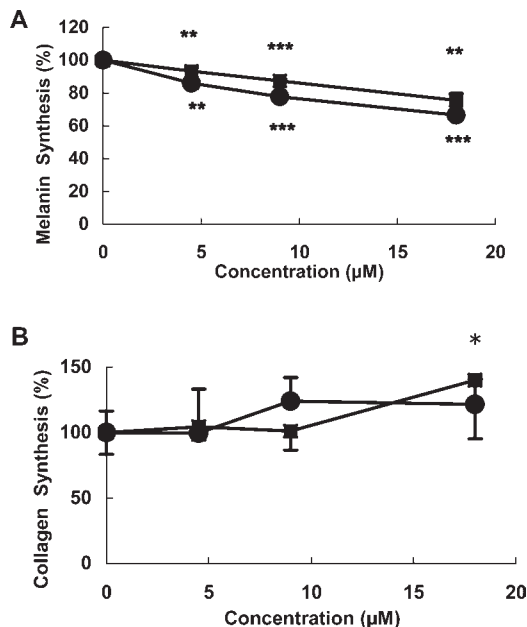 A
Melanin Synthesis (%)
120
100
80
60
40
20
0
** *** **
** *** ***
0 5 10 15 20
Concentration (µM)
B
Collagen Synthesis (%)
150
100
50
0
*
0 5 10 15 20
Concentration (µM)